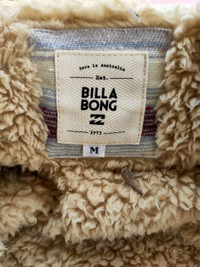 Born in Australia
Est.
BILLA
BONG
1973
M